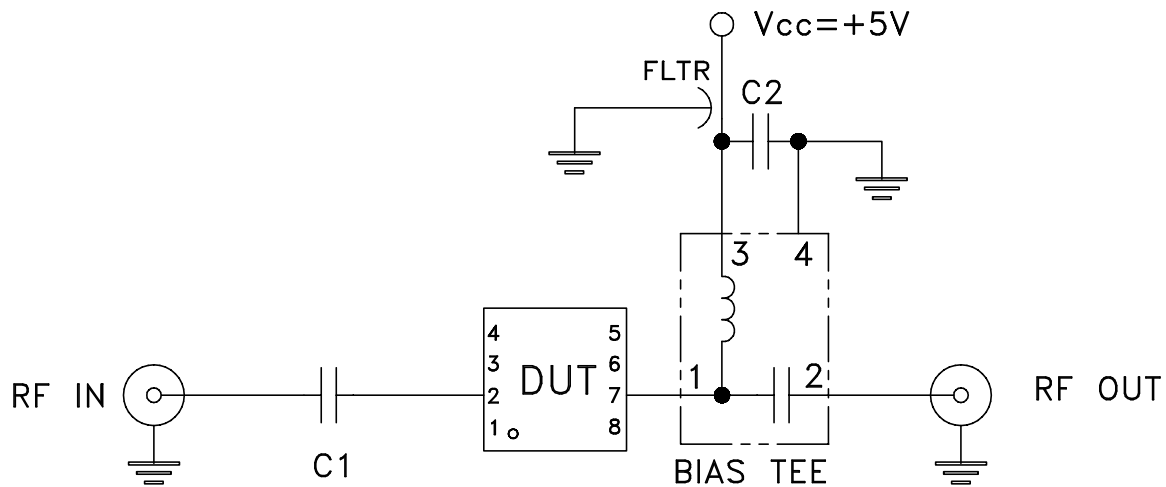 Vcc=+5V
FLTR
C2
3 4
4 5
3 6
DUT
1 2
RF IN
2 7
RF OUT
1 8
C1
BIAS TEE